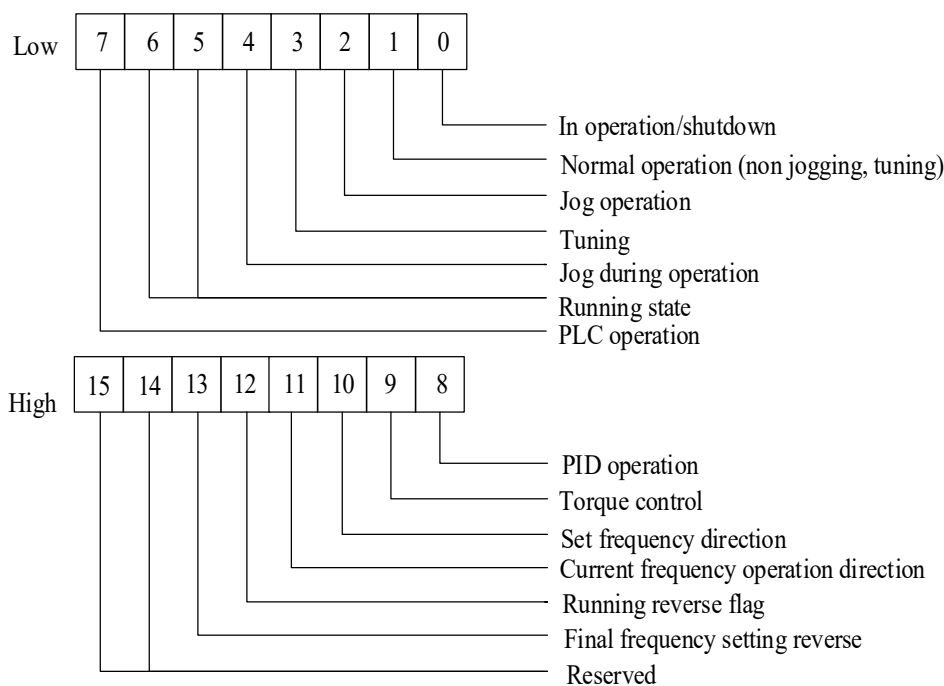 Low 7 6 5 4 3 2 1 0
In operation/shutdown
Normal operation (non jogging, tuning)
Jog operation
Tuning
Jog during operation
Running state
PLC operation
High 15 14 13 12 11 10 9 8
PID operation
Torque control
Set frequency direction
Current frequency operation direction
Running reverse flag
Final frequency setting reverse
Reserved